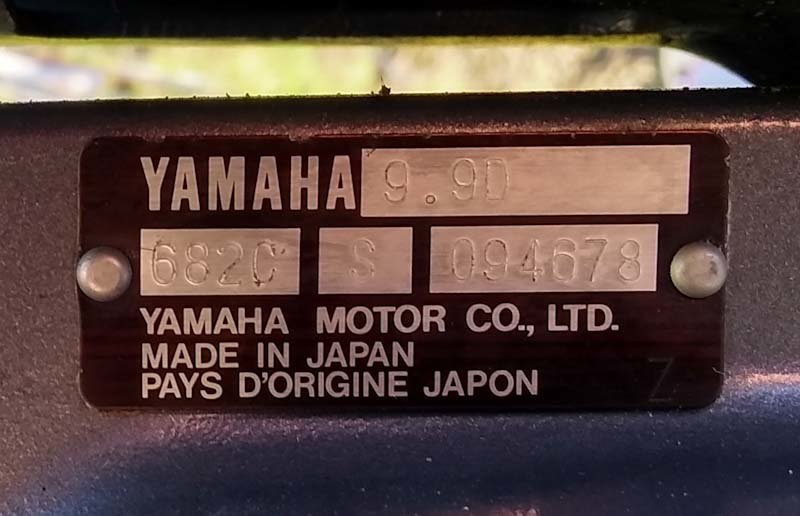 YAMAHA 9.9D
682C S 094678
YAMAHA MOTOR CO., LTD.
MADE IN JAPAN
PAYS D'ORIGINE JAPON
Z